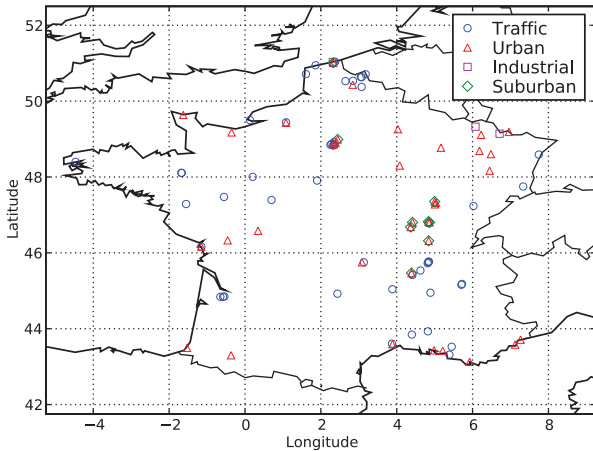 52
50
48
46
44
42
Latitude
−4
−2
0
2
4
6
8
Longitude
Traffic
Urban
Industrial
Suburban